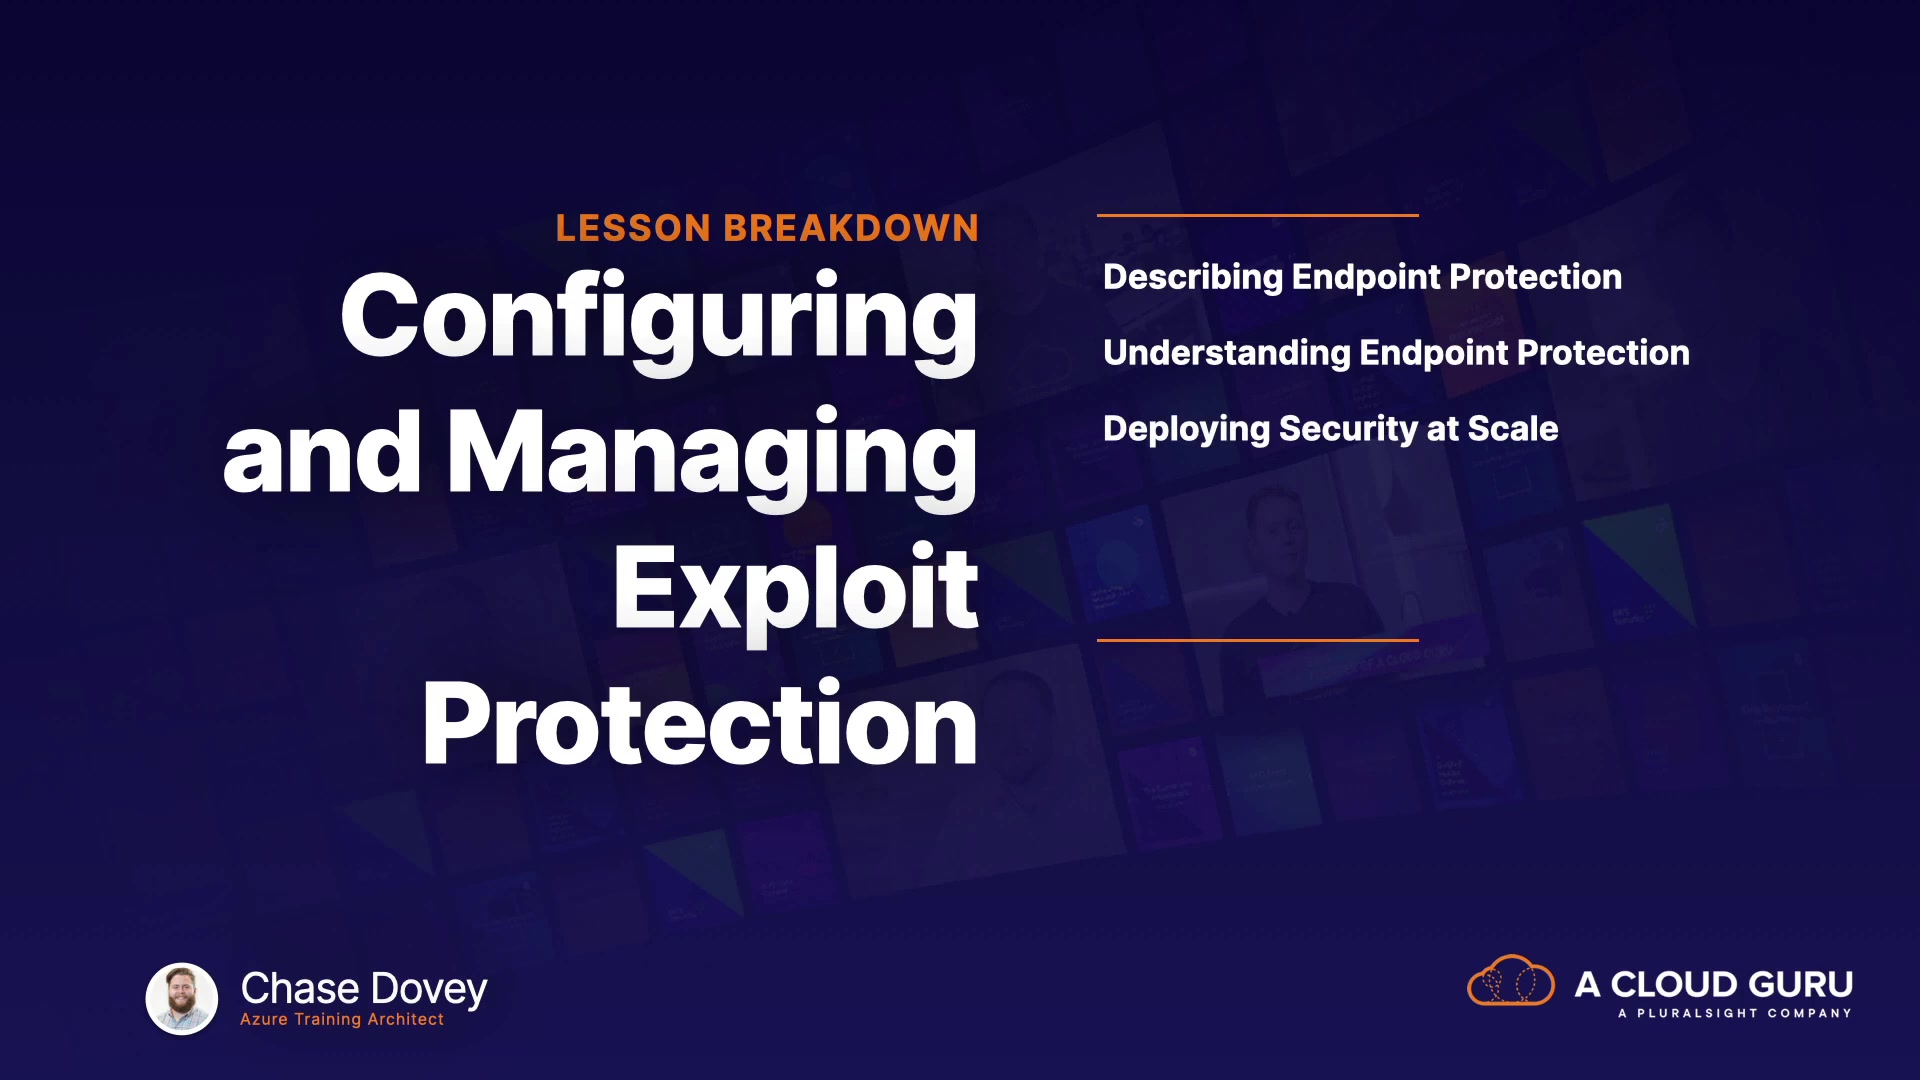 LESSON BREAKDOWN
Configuring
and Managing
Exploit
Protection
Describing Endpoint Protection
Understanding Endpoint Protection
Deploying Security at Scale
Chase Dovey
Azure Training Architect
A CLOUD GURU
A PLURALSIGHT COMPANY